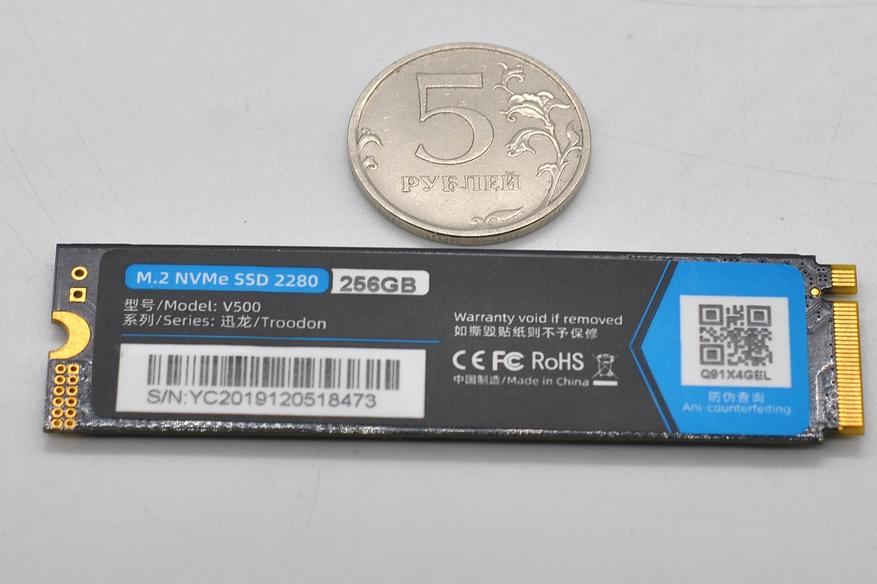 5
РУБЛЕЙ
M.2 NVMe SSD 2280 256GB
型号/Model: V500
系列/Series: 迅龙/Troodon
S/N:YC2019120518473
Warranty void if removed
如撕毁贴纸则不予保修
CE FC RoHS
中国制造/Made in China
Q91X4GEL
防伪查询
Ani-counterfeiting